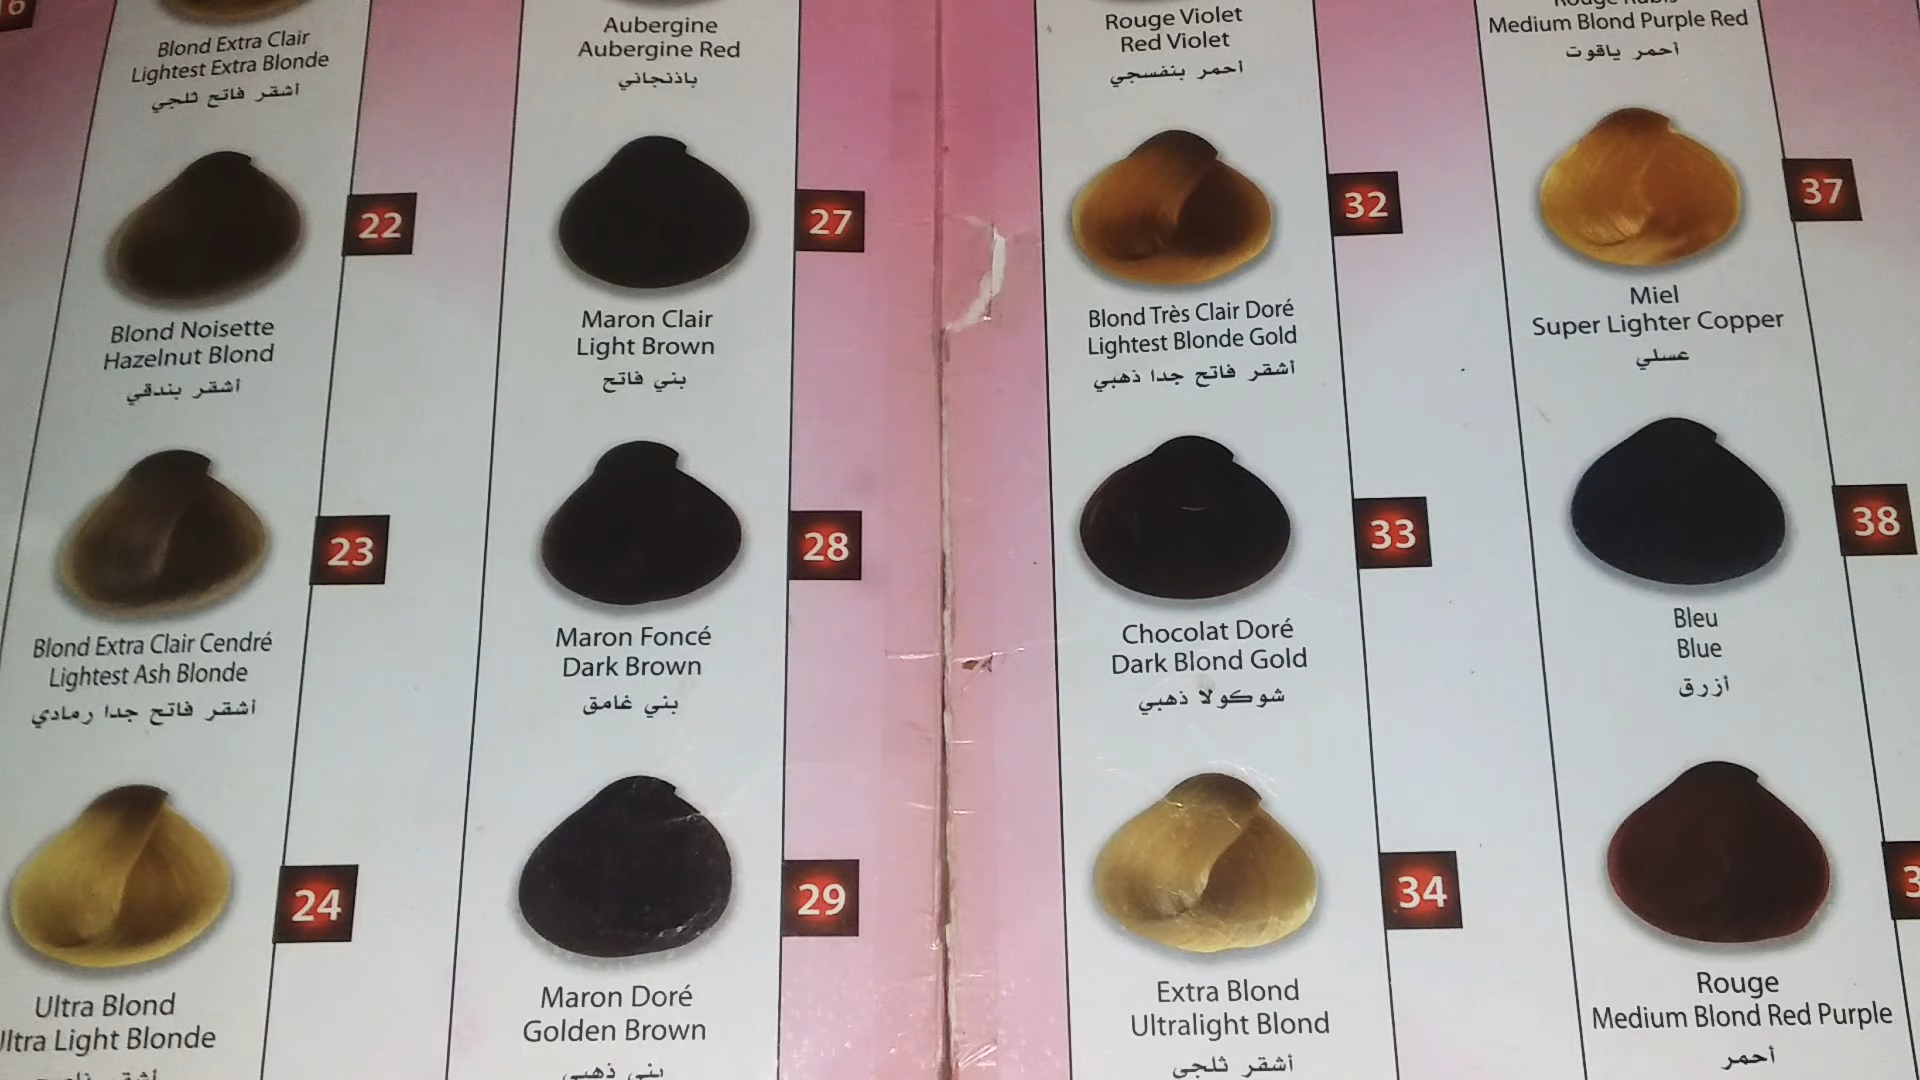 Blond Extra Clair
Lightest Extra Blonde
أشقر فاتح ثلجي
22
Blond Noisette
Hazelnut Blond
أشقر بندقي
23
Blond Extra Clair Cendré
Lightest Ash Blonde
أشقر فاتح جدا رمادي
24
Ultra Blond
Ultra Light Blonde
Aubergine
Aubergine Red
باذنجاني
27
Maron Clair
Light Brown
بني فاتح
28
Maron Foncé
Dark Brown
بني غامق
29
Maron Doré
Golden Brown
بني ذهبي
Rouge Violet
Red Violet
أحمر بنفسجي
32
Blond Très Clair Doré
Lightest Blonde Gold
أشقر فاتح جدا ذهبي
33
Chocolat Doré
Dark Blond Gold
شوكولا ذهبي
34
Extra Blond
Ultralight Blond
أشقر ثلجي
Medium Blond Purple Red
أحمر ياقوت
37
Miel
Super Lighter Copper
عسلي
38
Bleu
Blue
أزرق
Rouge
Medium Blond Red Purple
أحمر